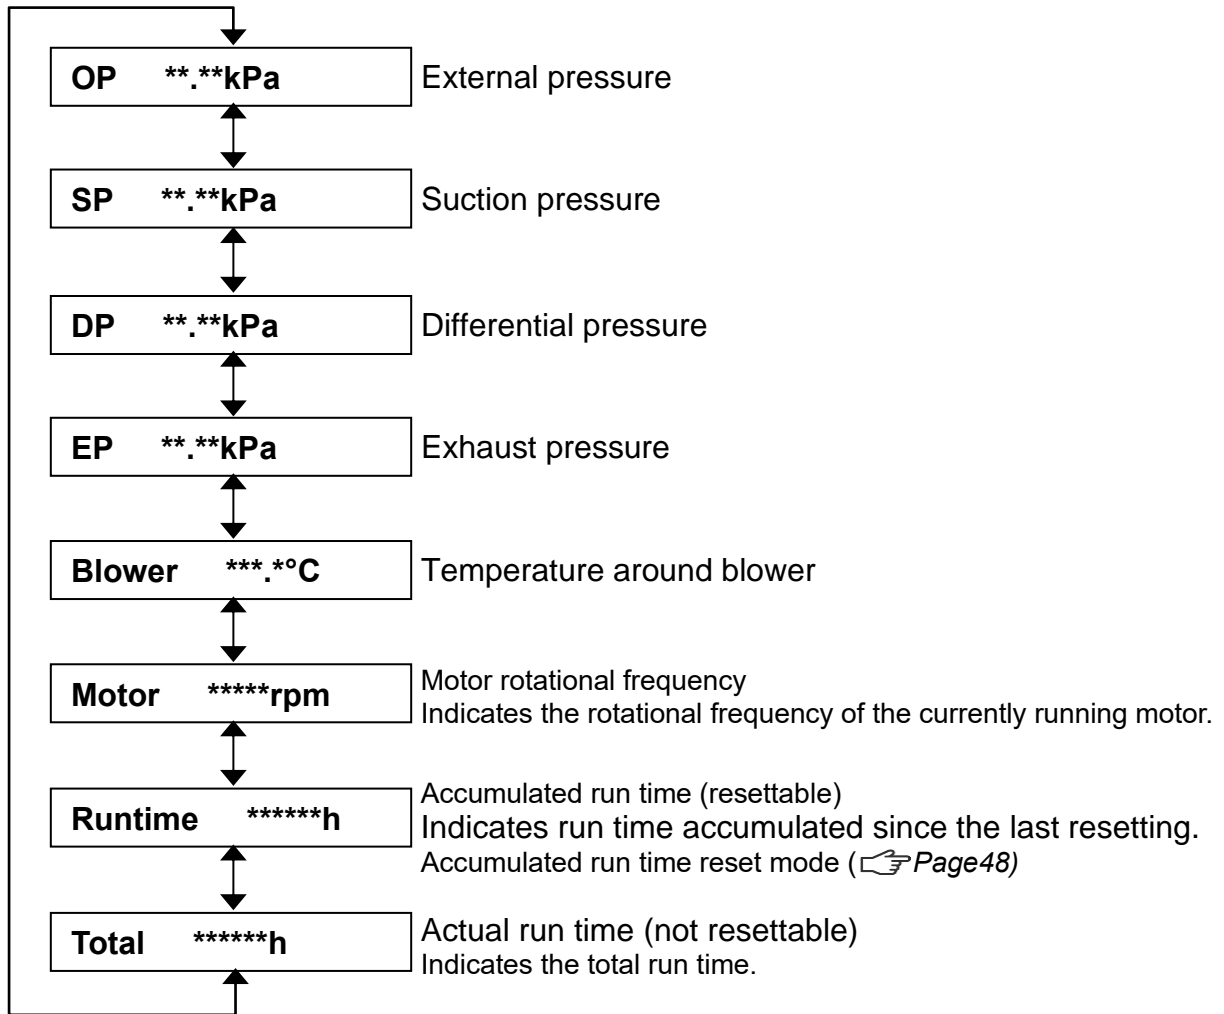 OP **.**kPa External pressure
SP **.**kPa Suction pressure
DP **.**kPa Differential pressure
EP **.**kPa Exhaust pressure
Blower ***.*°C Temperature around blower
Motor *****rpm Motor rotational frequency
Indicates the rotational frequency of the currently running motor.
Runtime ******h Accumulated run time (resettable)
Indicates run time accumulated since the last resetting.
Accumulated run time reset mode (☞Page48)
Total ******h Actual run time (not resettable)
Indicates the total run time.